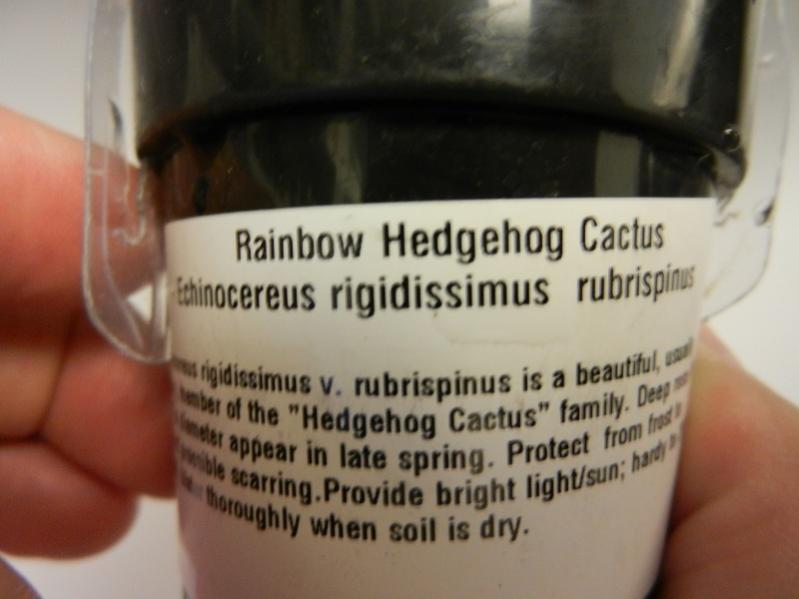 Rainbow Hedgehog Cactus
Echinocereus rigidissimus rubrispinus
rigidissimus v. rubrispinus is a beautiful,
member of the "Hedgehog Cactus" family. Deep
appear in late spring. Protect from frost
scarring.Provide bright light/sun; hardy
thoroughly when soil is dry.